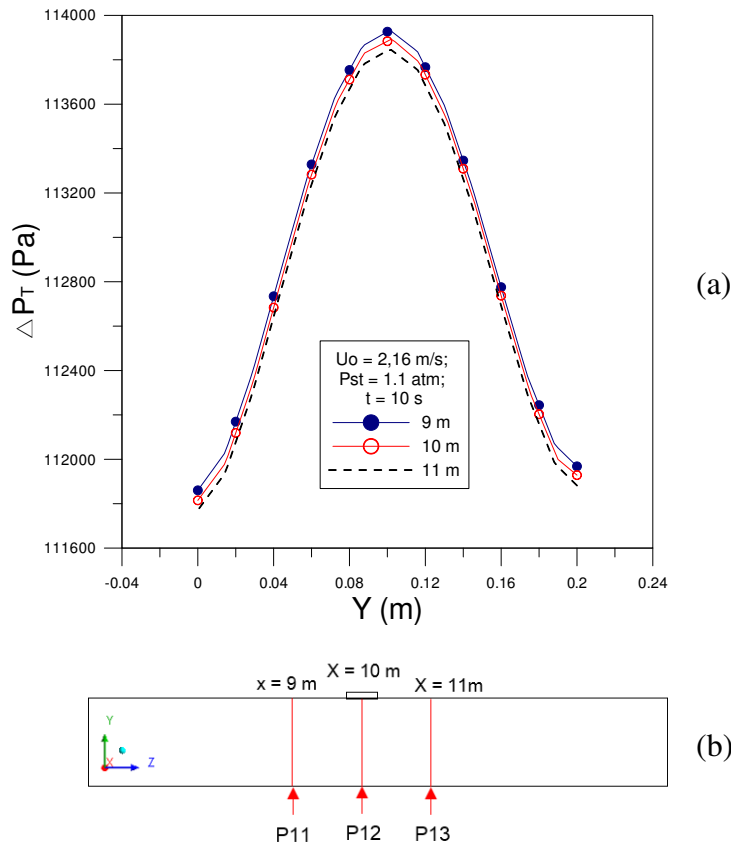 114000
113600
113200
112800
112400
112000
111600
△PT (Pa)
-0.04 0 0.04 0.08 0.12 0.16 0.2 0.24
Y (m)
Uo = 2,16 m/s;
Pst = 1.1 atm;
t = 10 s
9 m
10 m
11 m
(a)
x = 9 m X = 10 m X = 11m
Y
X Z
(b)
P11 P12 P13